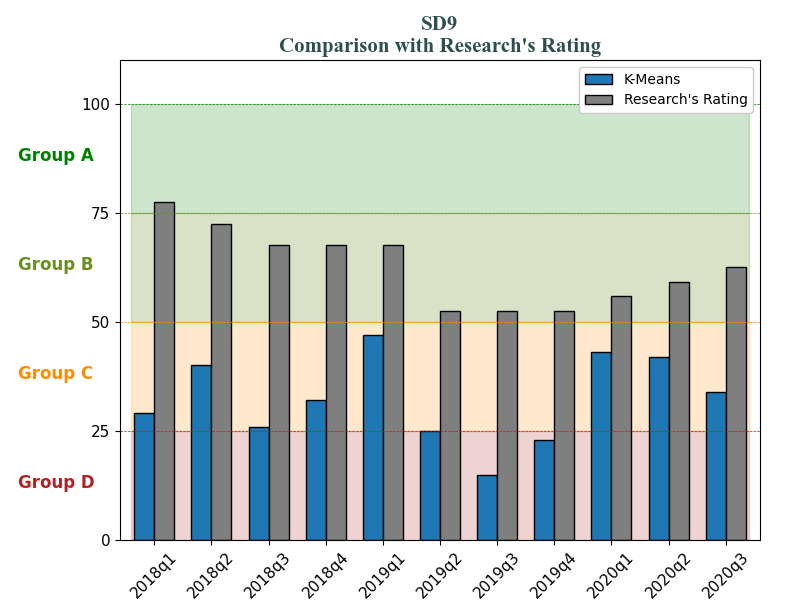 SD9
Comparison with Research's Rating
K-Means
Research's Rating
100
Group A
75
Group B
50
Group C
25
Group D
0
2018q1
2018q2
2018q3
2018q4
2019q1
2019q2
2019q3
2019q4
2020q1
2020q2
2020q3